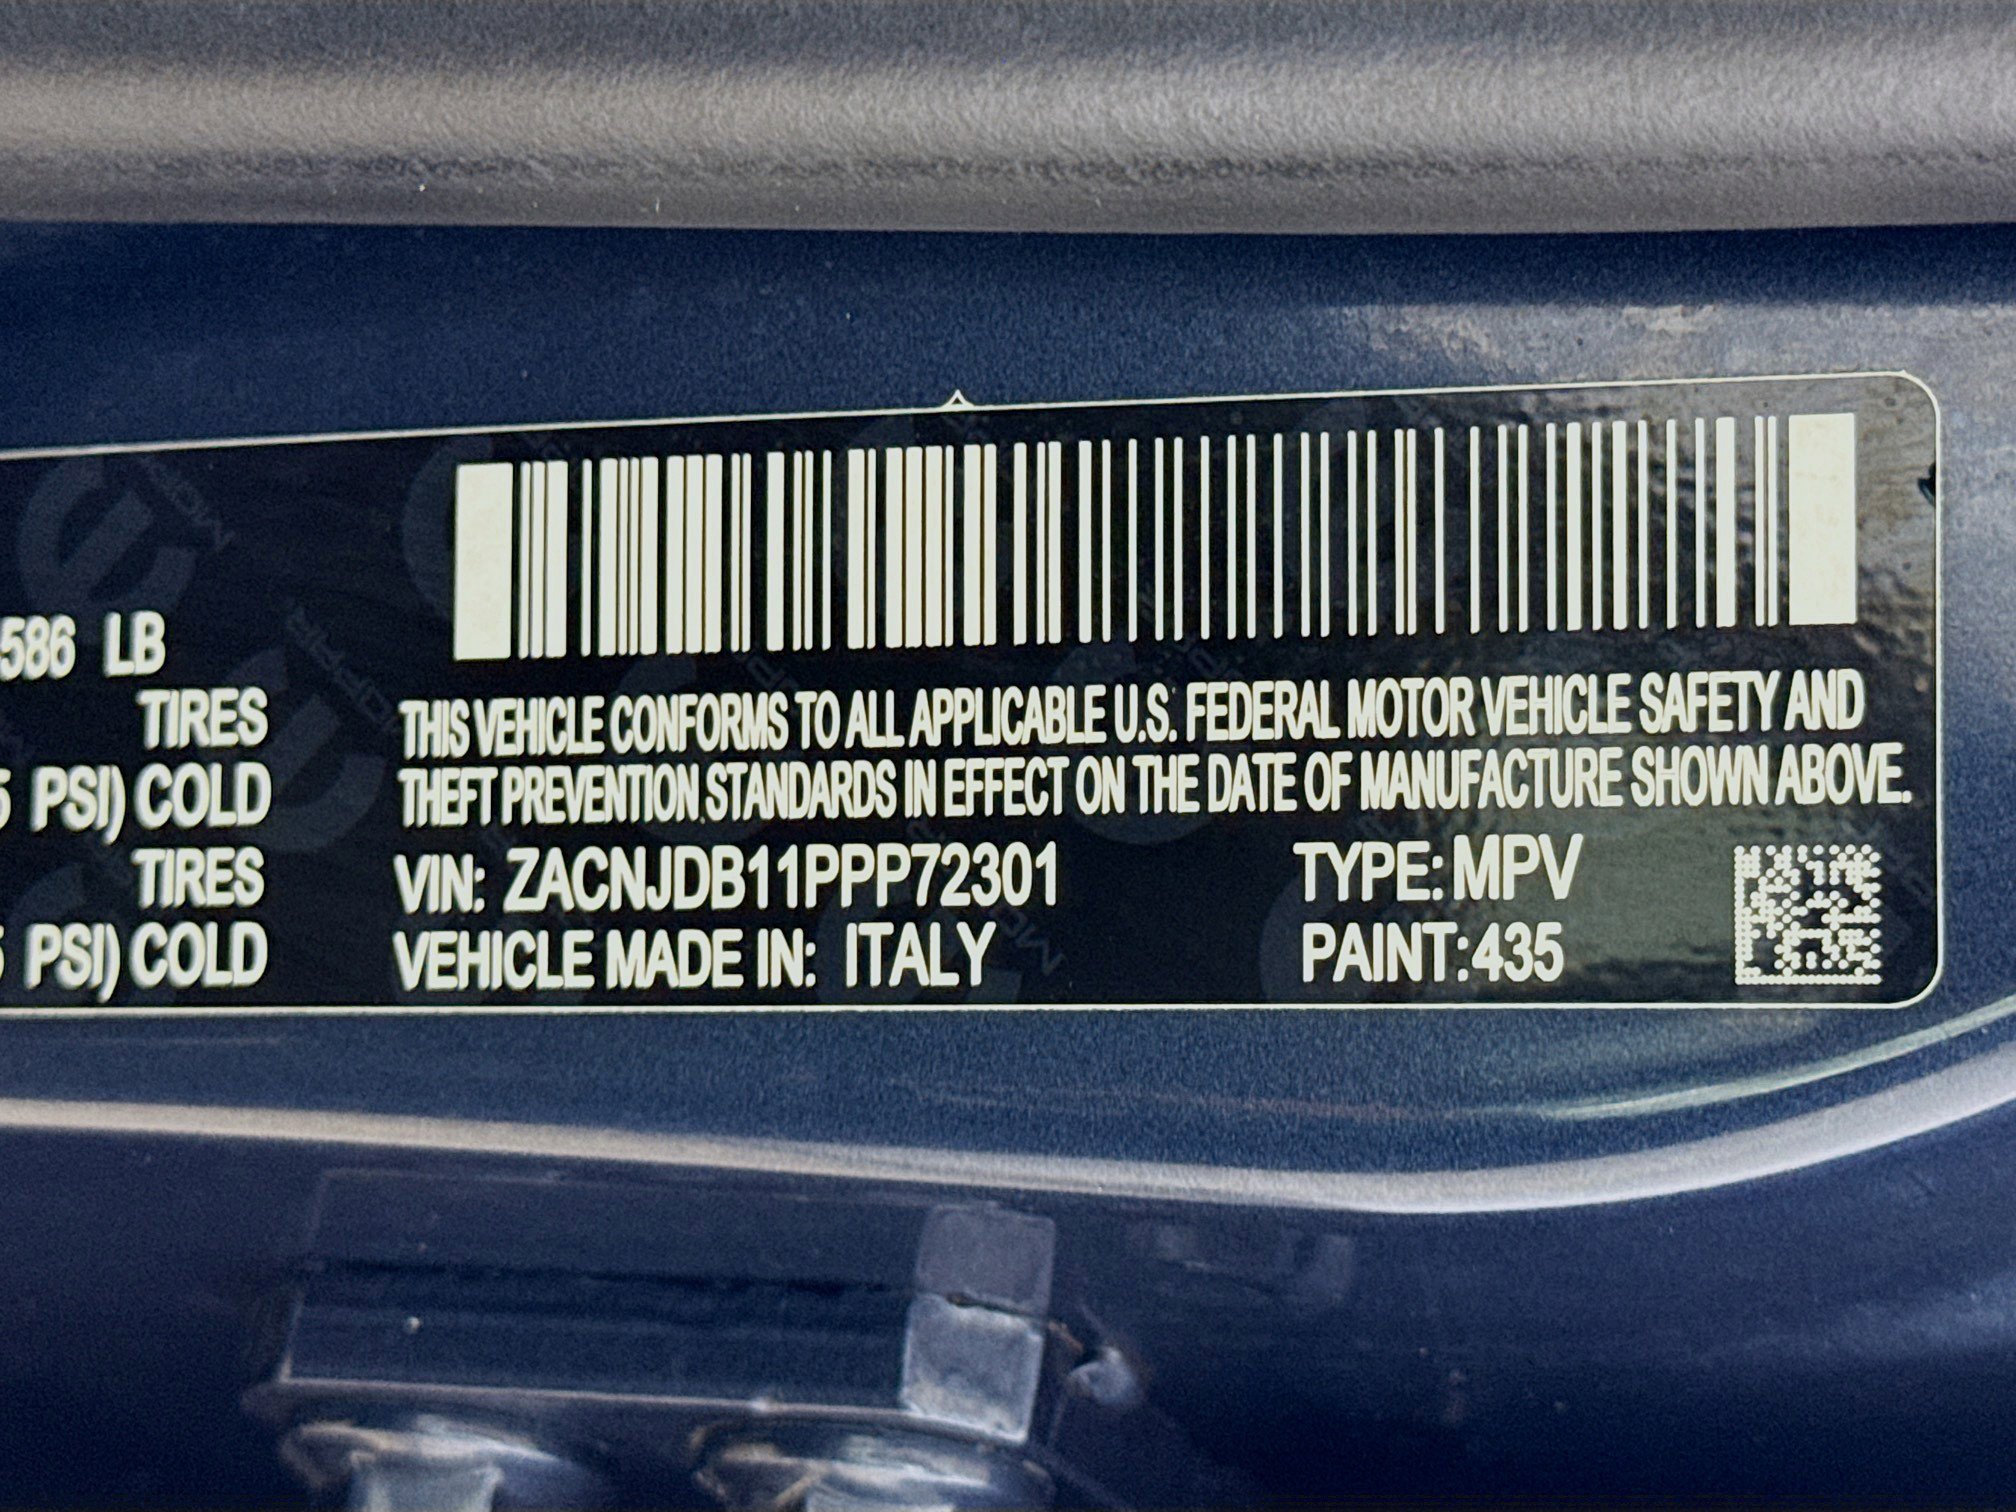 586 LB
TIRES
PSI) COLD
TIRES
PSI) COLD
THIS VEHICLE CONFORMS TO ALL APPLICABLE U.S. FEDERAL MOTOR VEHICLE SAFETY AND
THEFT PREVENTION STANDARDS IN EFFECT ON THE DATE OF MANUFACTURE SHOWN ABOVE.
VIN: ZACNJDB11PPP72301 TYPE: MPV
VEHICLE MADE IN: ITALY PAINT:435